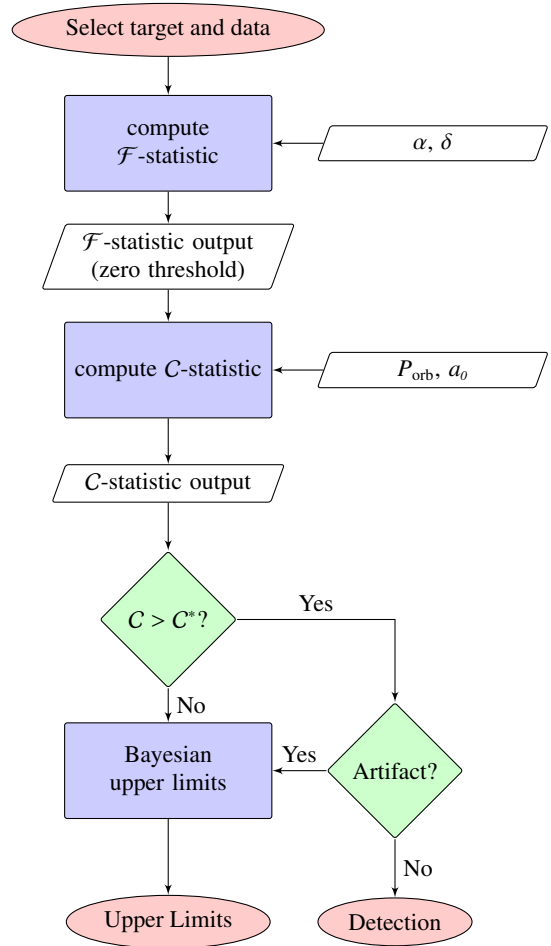 Select target and data
compute
ℱ-statistic
α, δ
ℱ-statistic output
(zero threshold)
compute 𝒞-statistic
P_orb, a_0
𝒞-statistic output
𝒞 > 𝒞*?
Yes
No
Bayesian
upper limits
Yes
Artifact?
No
Upper Limits
Detection